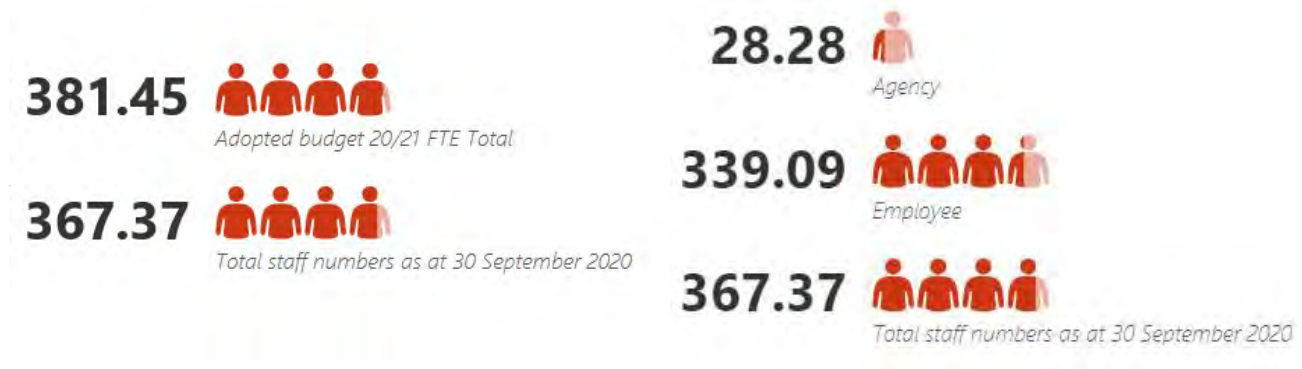 381.45
Adopted budget 20/21 FTE Total
367.37
Total staff numbers as at 30 September 2020
28.28
Agency
339.09
Employee
367.37
Total staff numbers as at 30 September 2020